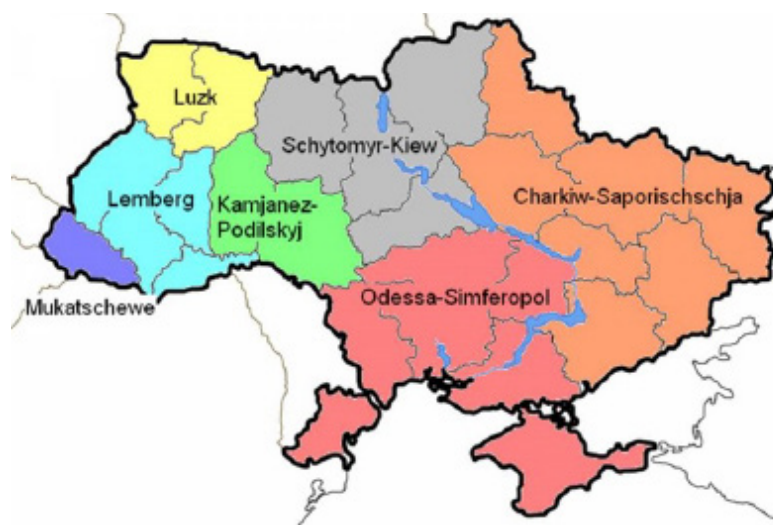 Luzk
Schytomyr-Kiew
Lemberg
Kamjanez-
Podilskyj
Charkiw-Saporischschja
Mukatschewe
Odessa-Simferopol